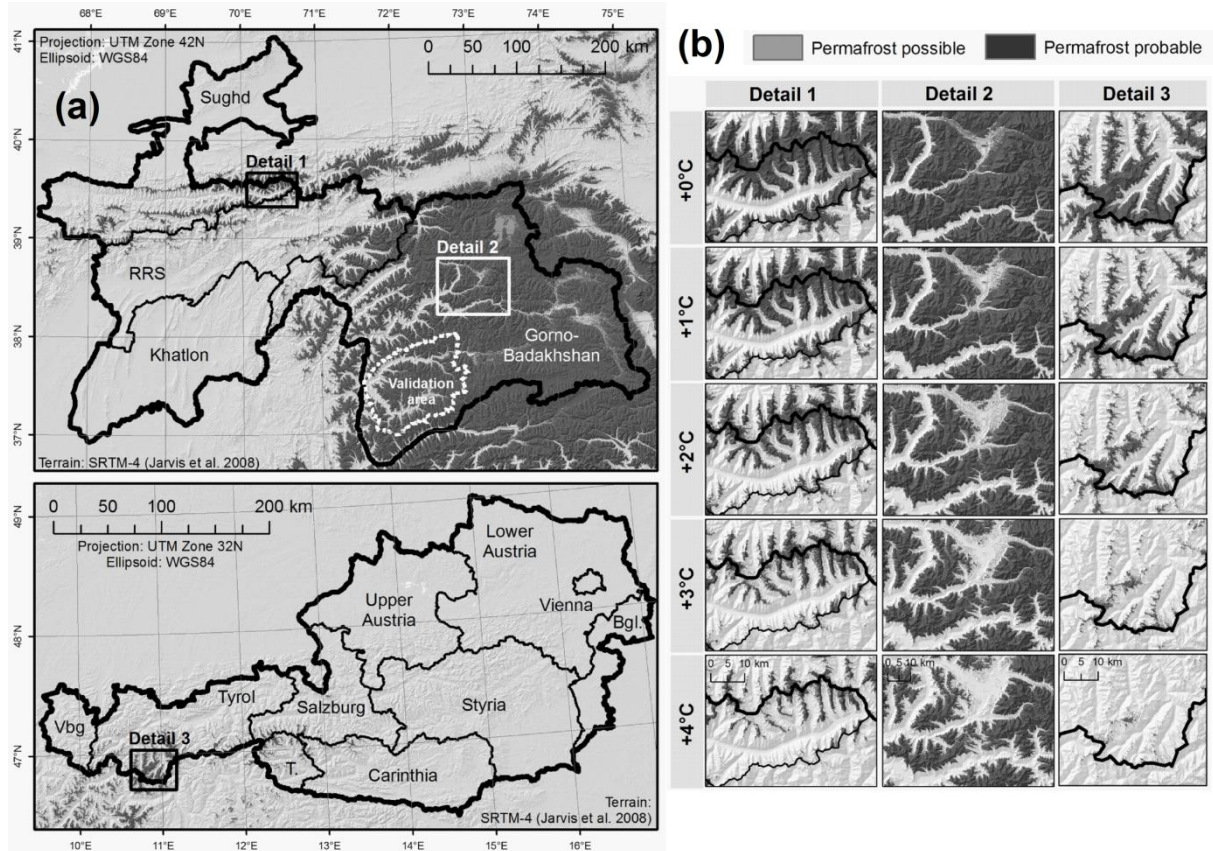 68°E 69°E 70°E 71°E 72°E 73°E 74°E 75°E
41°N
Projection: UTM Zone 42N
Ellipsoid: WGS84
0 50 100 200 km
(a)
Sughd
40°N
Detail 1
39°N
RRS
Detail 2
38°N
Khatlon
Gorno-
Badakhshan
Validation
area
37°N
Terrain: SRTM-4 (Jarvis et al. 2008)
0 50 100 200 km
Projection: UTM Zone 32N
Ellipsoid: WGS84
49°N
Lower
Austria
Upper
Austria
Vienna
Bgl.
48°N
Tyrol
Salzburg
Styria
Vbg
Detail 3
47°N
T.
Carinthia
Terrain:
SRTM-4 (Jarvis et al. 2008)
10°E 11°E 12°E 13°E 14°E 15°E 16°E
(b)
Permafrost possible
Permafrost probable
Detail 1 Detail 2 Detail 3
+0°C
+1°C
+2°C
+3°C
+4°C
0 5 10 km
0 5 10 km
0 5 10 km